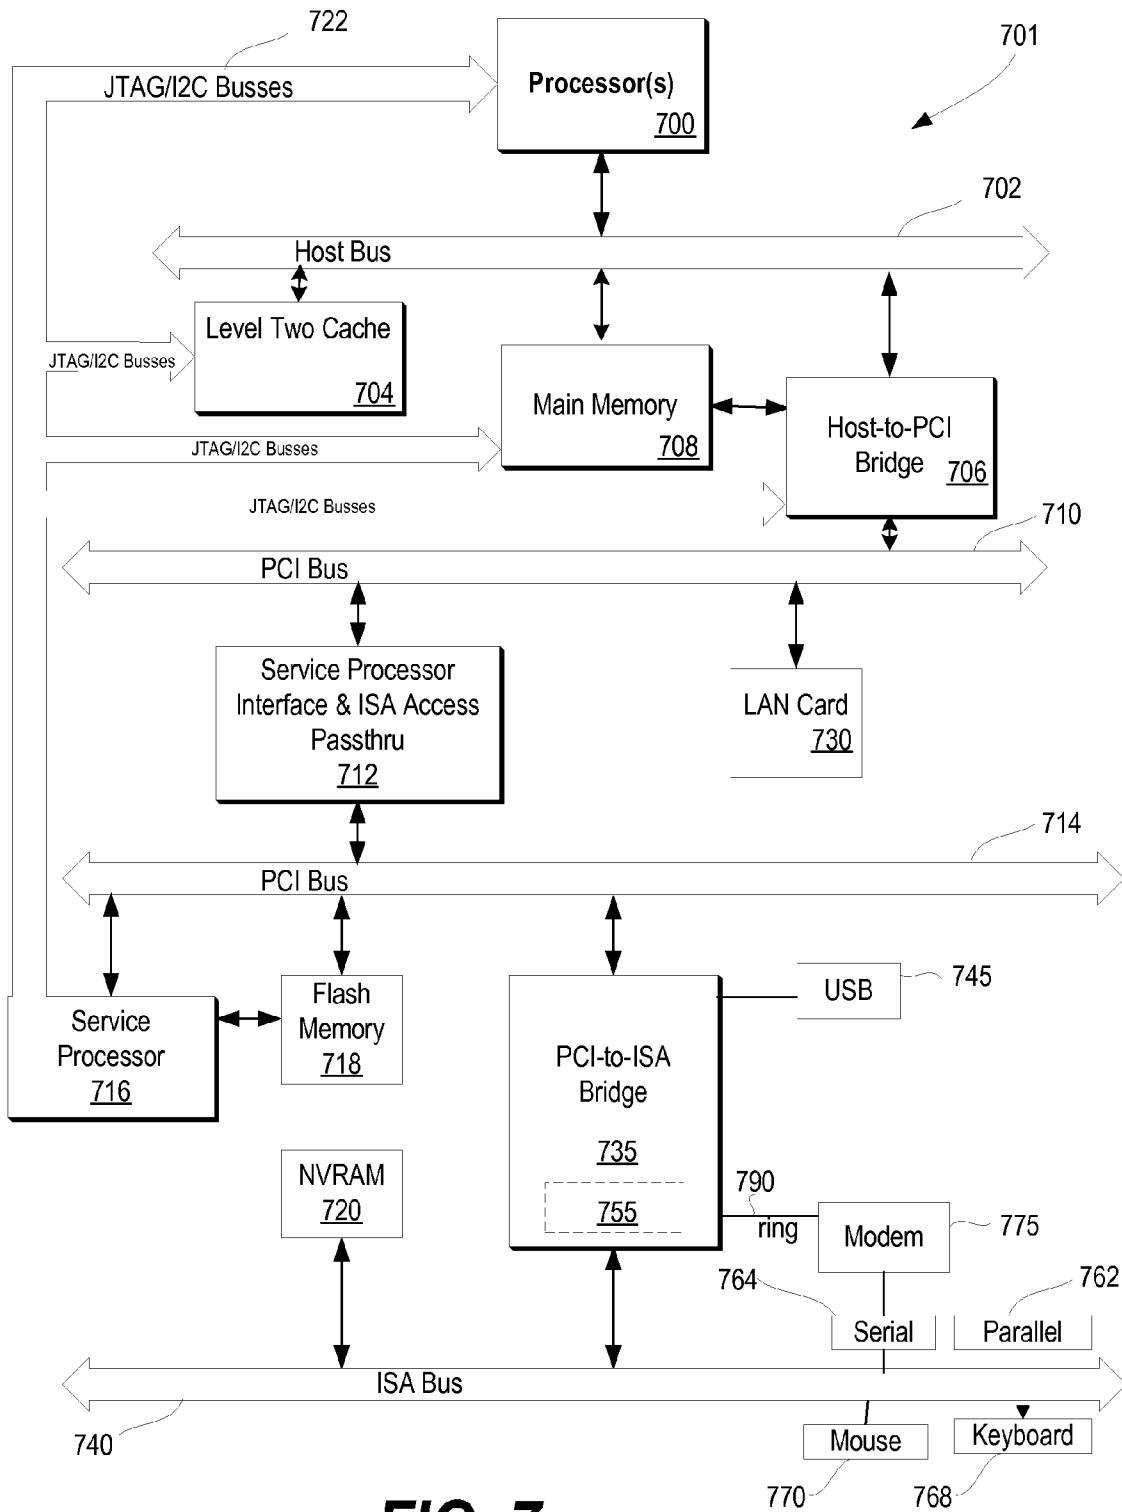 722
701
JTAG/I2C Busses
Processor(s)
700
702
Host Bus
Level Two Cache
704
JTAG/I2C Busses
Main Memory
708
Host-to-PCI
Bridge
706
JTAG/I2C Busses
JTAG/I2C Busses
710
PCI Bus
Service Processor
Interface & ISA Access
Passthru
712
LAN Card
730
714
PCI Bus
Service
Processor
716
Flash
Memory
718
PCI-to-ISA
Bridge
735
755
USB
745
NVRAM
720
790
ring
Modem
775
764
762
Serial
Parallel
ISA Bus
740
Mouse
Keyboard
770
768
FIG. 7